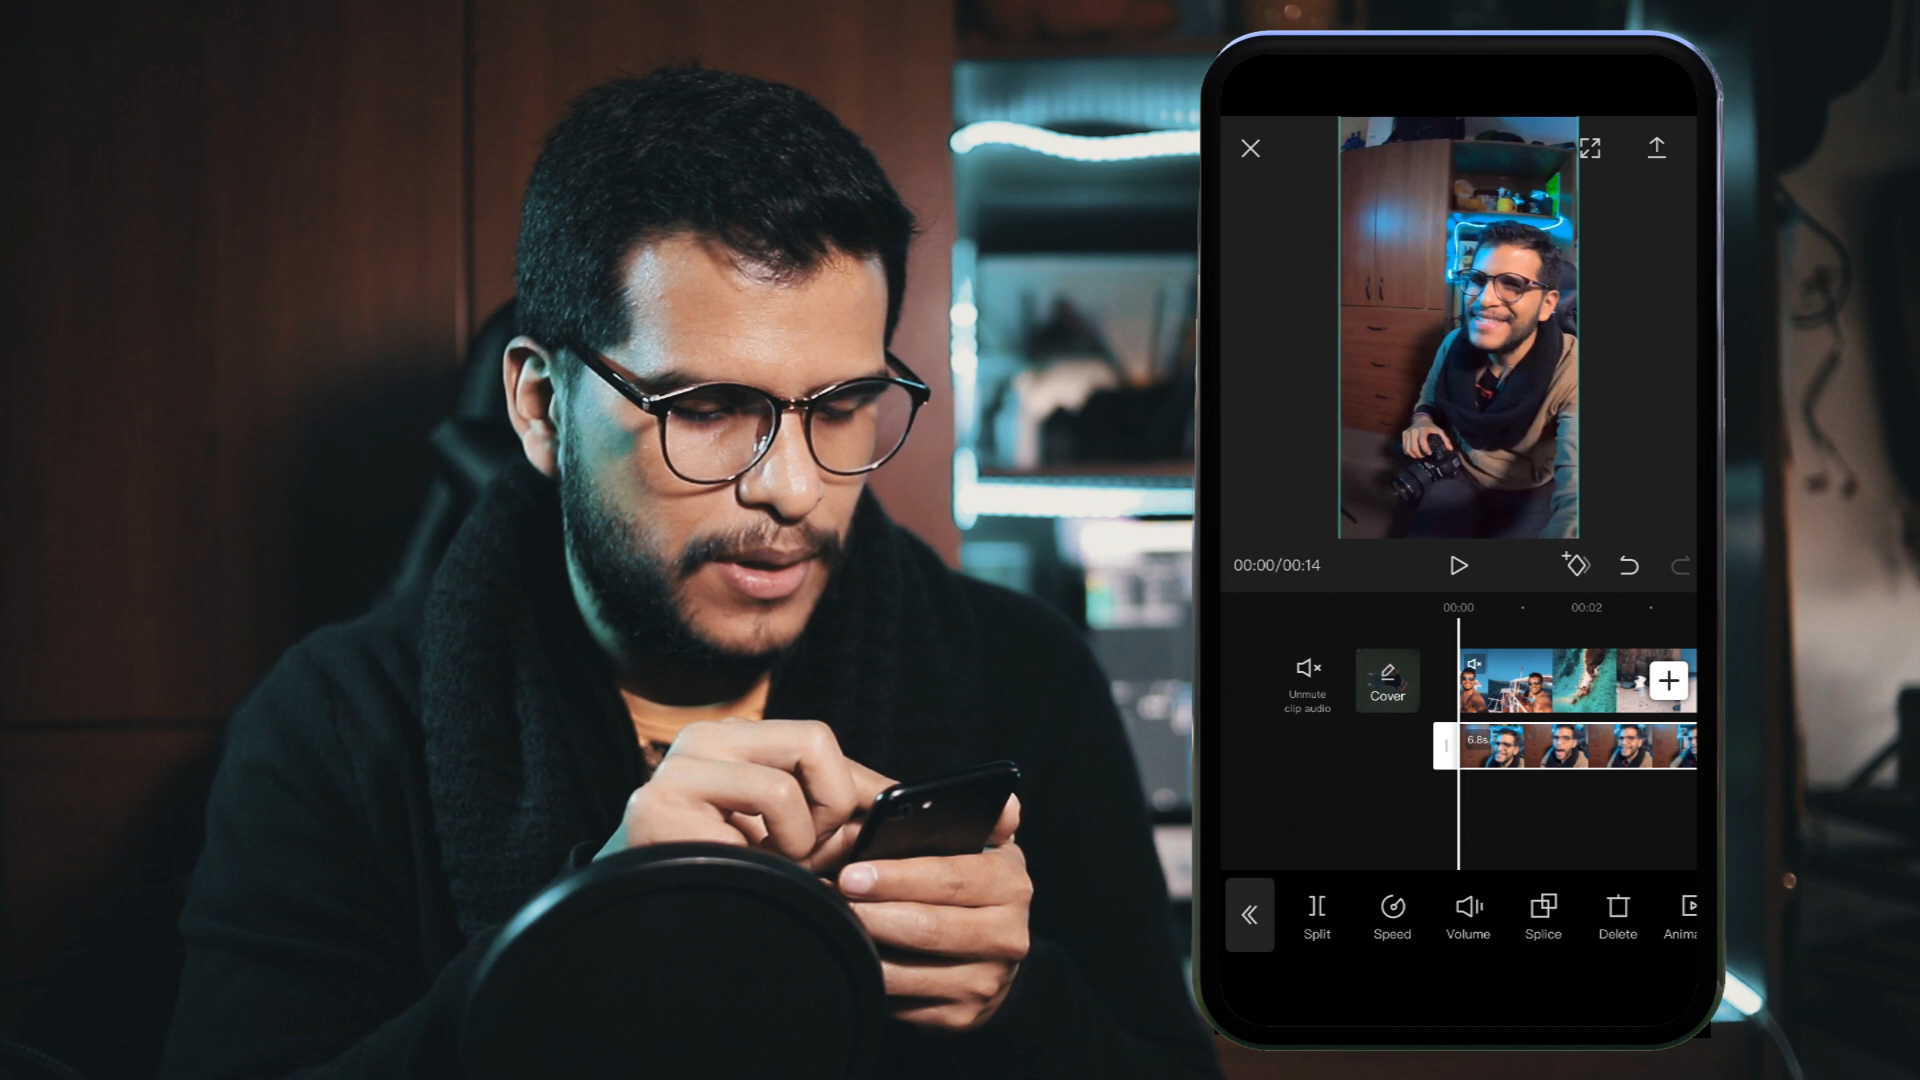 00:00/00:14
00:00
00:02
Unmute
clip audio
Cover
6.8s
Split
Speed
Volume
Splice
Delete
Anima